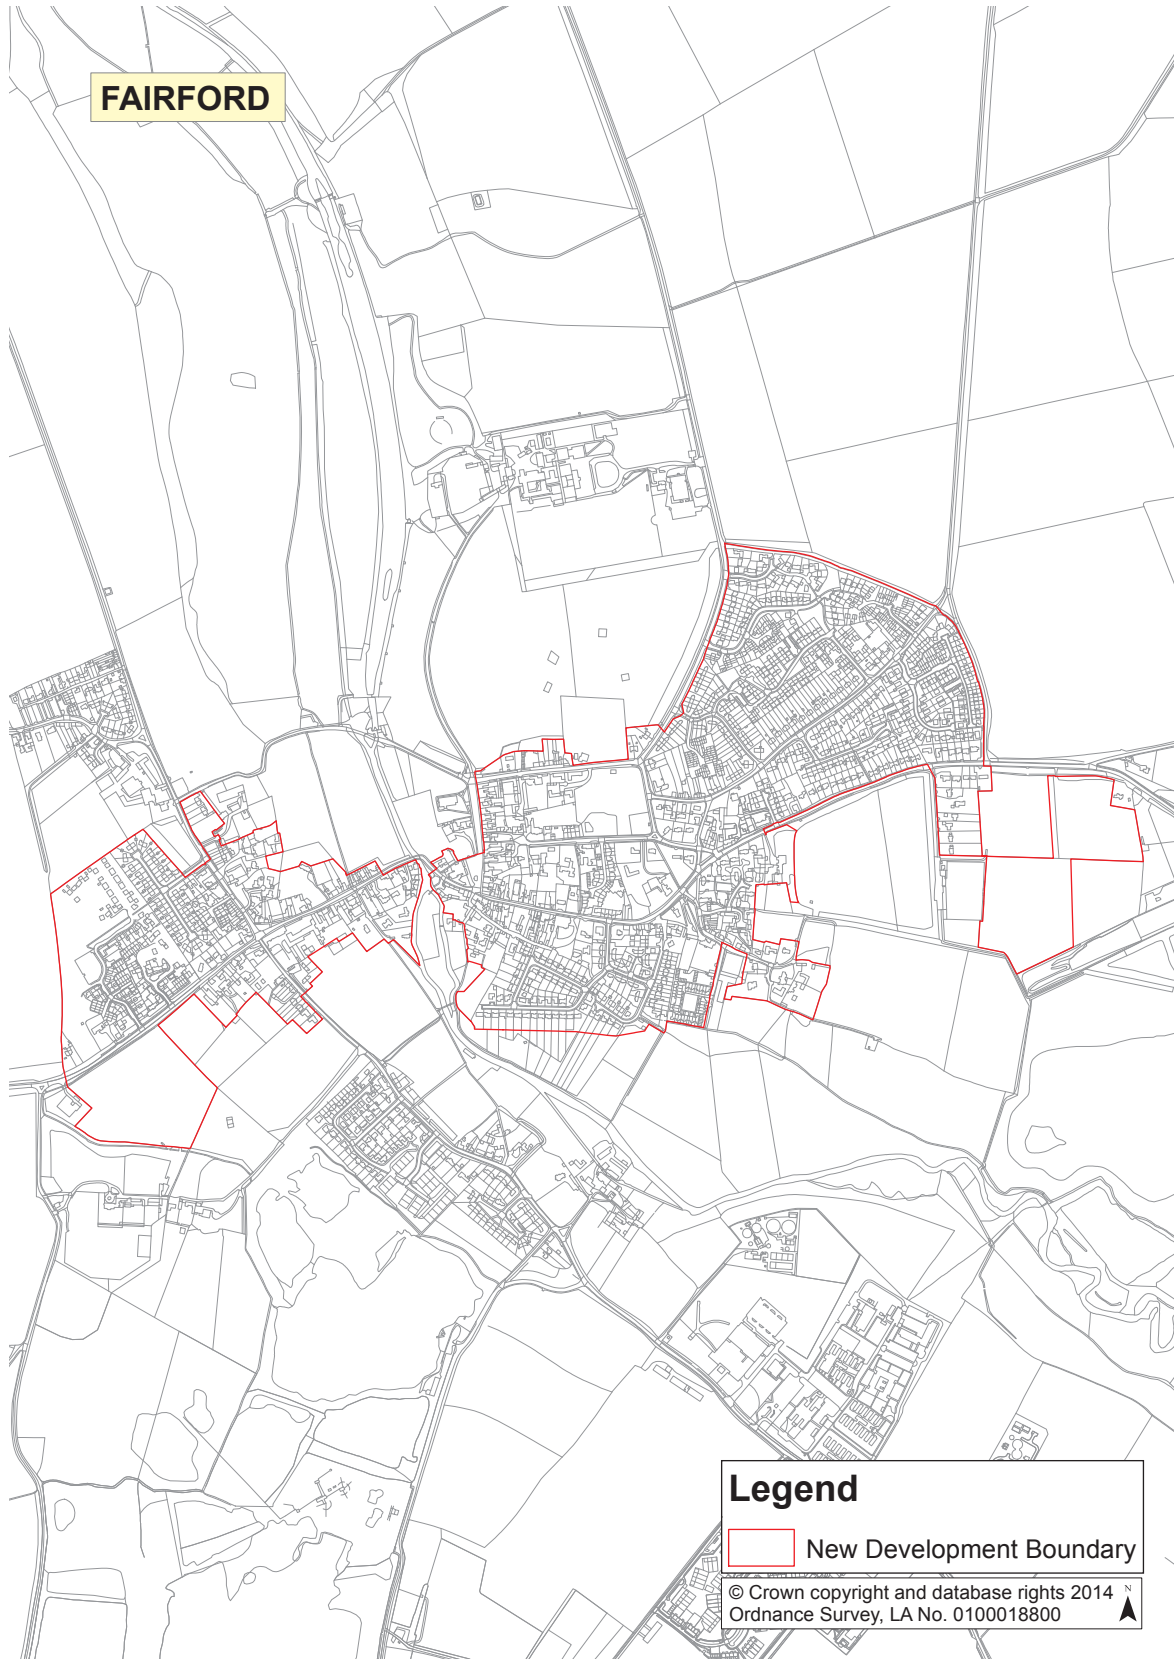 FAIRFORD
Legend
New Development Boundary
© Crown copyright and database rights 2014
Ordnance Survey, LA No. 0100018800
N